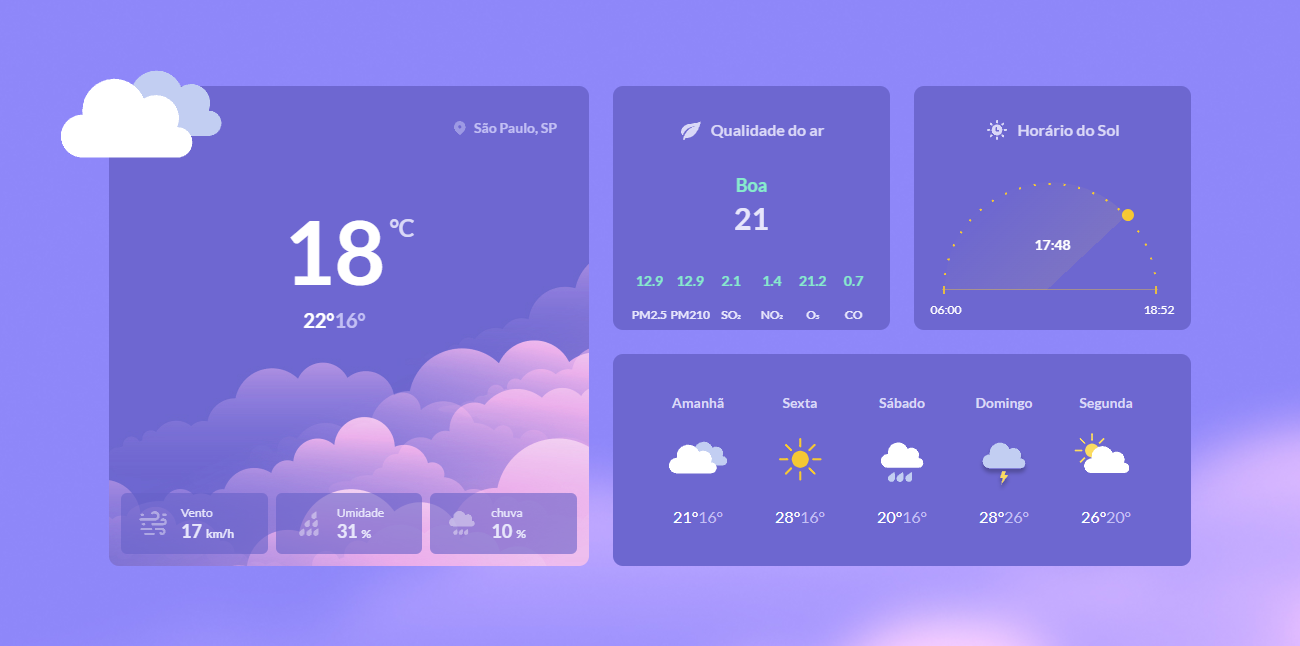 São Paulo, SP
18 °C
22° 16°
Vento
17 km/h
Umidade
31 %
chuva
10 %
Qualidade do ar
Boa
21
12.9 12.9 2.1 1.4 21.2 0.7
PM2.5 PM210 SO₂ NO₂ O₃ CO
Horário do Sol
17:48
06:00 18:52
Amanhã Sexta Sábado Domingo Segunda
21° 16° 28° 16° 20° 16° 28° 26° 26° 20°